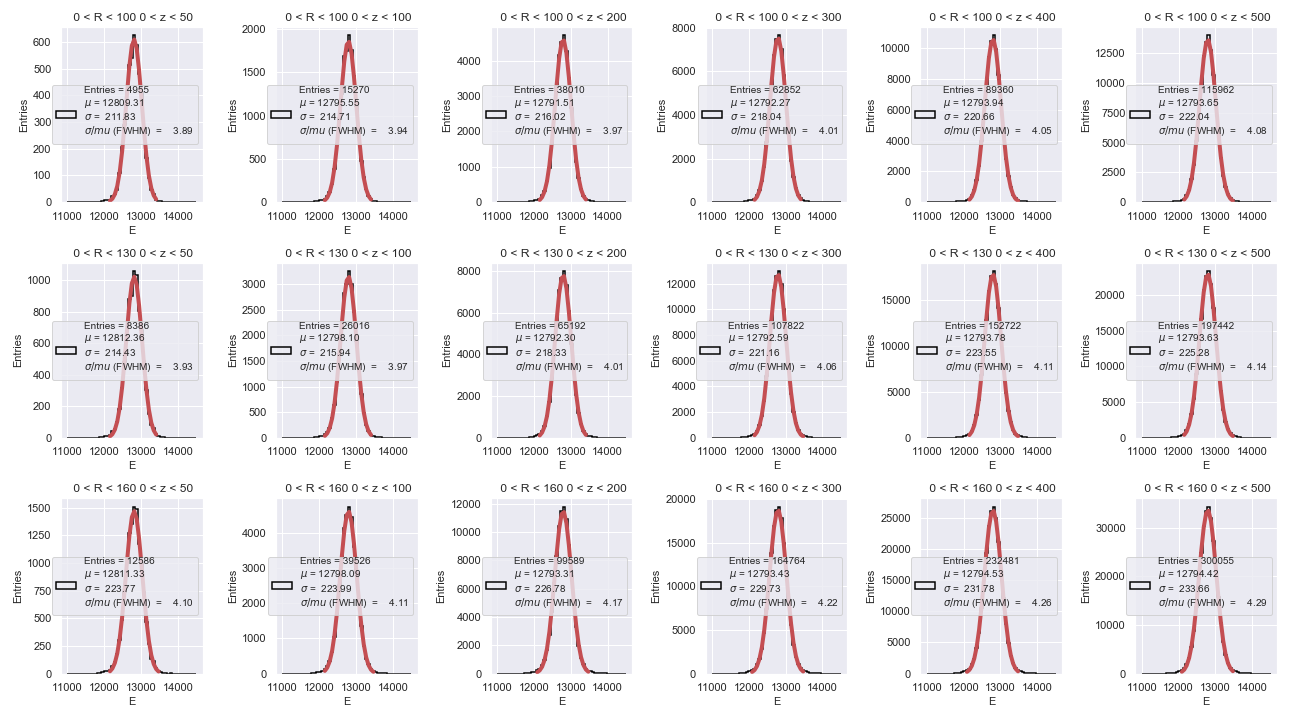 0 < R < 100 0 < z < 50
600
500
400
300
200
100
0
Entries
Entries = 4955
μ = 12809.31
σ = 211.83
σ/mu (FWHM) = 3.89
11000 12000 13000 14000
E
0 < R < 100 0 < z < 100
2000
1500
1000
500
0
Entries
Entries = 15270
μ = 12795.55
σ = 214.71
σ/mu (FWHM) = 3.94
11000 12000 13000 14000
E
0 < R < 100 0 < z < 200
4000
3000
2000
1000
0
Entries
Entries = 38010
μ = 12791.51
σ = 216.02
σ/mu (FWHM) = 3.97
11000 12000 13000 14000
E
0 < R < 100 0 < z < 300
8000
6000
4000
2000
0
Entries
Entries = 62852
μ = 12792.27
σ = 218.04
σ/mu (FWHM) = 4.01
11000 12000 13000 14000
E
0 < R < 100 0 < z < 400
10000
8000
6000
4000
2000
0
Entries
Entries = 89360
μ = 12793.94
σ = 220.66
σ/mu (FWHM) = 4.05
11000 12000 13000 14000
E
0 < R < 100 0 < z < 500
12500
10000
7500
5000
2500
0
Entries
Entries = 115962
μ = 12793.65
σ = 222.04
σ/mu (FWHM) = 4.08
11000 12000 13000 14000
E
0 < R < 130 0 < z < 50
1000
800
600
400
200
0
Entries
Entries = 8386
μ = 12812.36
σ = 214.43
σ/mu (FWHM) = 3.93
11000 12000 13000 14000
E
0 < R < 130 0 < z < 100
3000
2500
2000
1500
1000
500
0
Entries
Entries = 26016
μ = 12798.10
σ = 215.94
σ/mu (FWHM) = 3.97
11000 12000 13000 14000
E
0 < R < 130 0 < z < 200
8000
6000
4000
2000
0
Entries
Entries = 65192
μ = 12792.30
σ = 218.33
σ/mu (FWHM) = 4.01
11000 12000 13000 14000
E
0 < R < 130 0 < z < 300
12000
10000
8000
6000
4000
2000
0
Entries
Entries = 107822
μ = 12792.59
σ = 221.16
σ/mu (FWHM) = 4.06
11000 12000 13000 14000
E
0 < R < 130 0 < z < 400
15000
10000
5000
0
Entries
Entries = 152722
μ = 12793.78
σ = 223.55
σ/mu (FWHM) = 4.11
11000 12000 13000 14000
E
0 < R < 130 0 < z < 500
20000
15000
10000
5000
0
Entries
Entries = 197442
μ = 12793.63
σ = 225.28
σ/mu (FWHM) = 4.14
11000 12000 13000 14000
E
0 < R < 160 0 < z < 50
1500
1250
1000
750
500
250
0
Entries
Entries = 12586
μ = 12811.33
σ = 223.77
σ/mu (FWHM) = 4.10
11000 12000 13000 14000
E
0 < R < 160 0 < z < 100
4000
3000
2000
1000
0
Entries
Entries = 39526
μ = 12798.09
σ = 223.99
σ/mu (FWHM) = 4.11
11000 12000 13000 14000
E
0 < R < 160 0 < z < 200
12000
10000
8000
6000
4000
2000
0
Entries
Entries = 99589
μ = 12793.31
σ = 226.78
σ/mu (FWHM) = 4.17
11000 12000 13000 14000
E
0 < R < 160 0 < z < 300
20000
15000
10000
5000
0
Entries
Entries = 164764
μ = 12793.43
σ = 229.73
σ/mu (FWHM) = 4.22
11000 12000 13000 14000
E
0 < R < 160 0 < z < 400
25000
20000
15000
10000
5000
0
Entries
Entries = 232481
μ = 12794.53
σ = 231.78
σ/mu (FWHM) = 4.26
11000 12000 13000 14000
E
0 < R < 160 0 < z < 500
30000
20000
10000
0
Entries
Entries = 300055
μ = 12794.42
σ = 233.66
σ/mu (FWHM) = 4.29
11000 12000 13000 14000
E